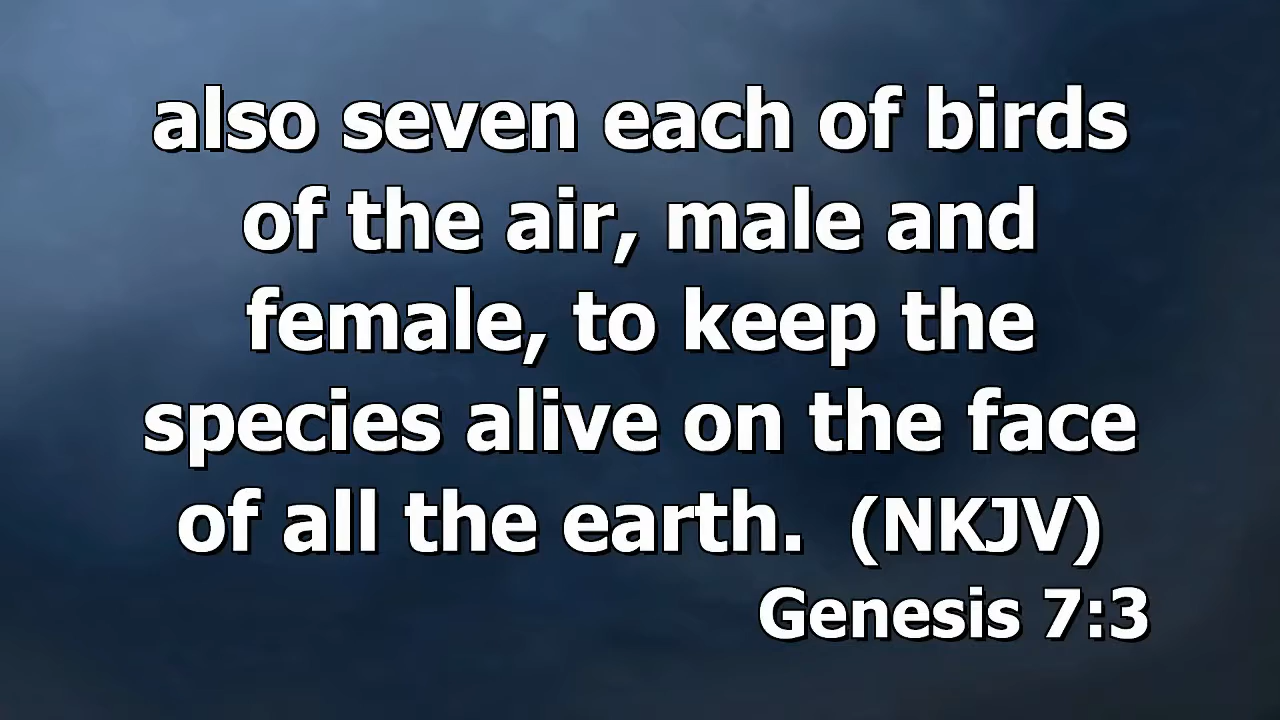 also seven each of birds
of the air, male and
female, to keep the
species alive on the face
of all the earth. (NKJV)
Genesis 7:3